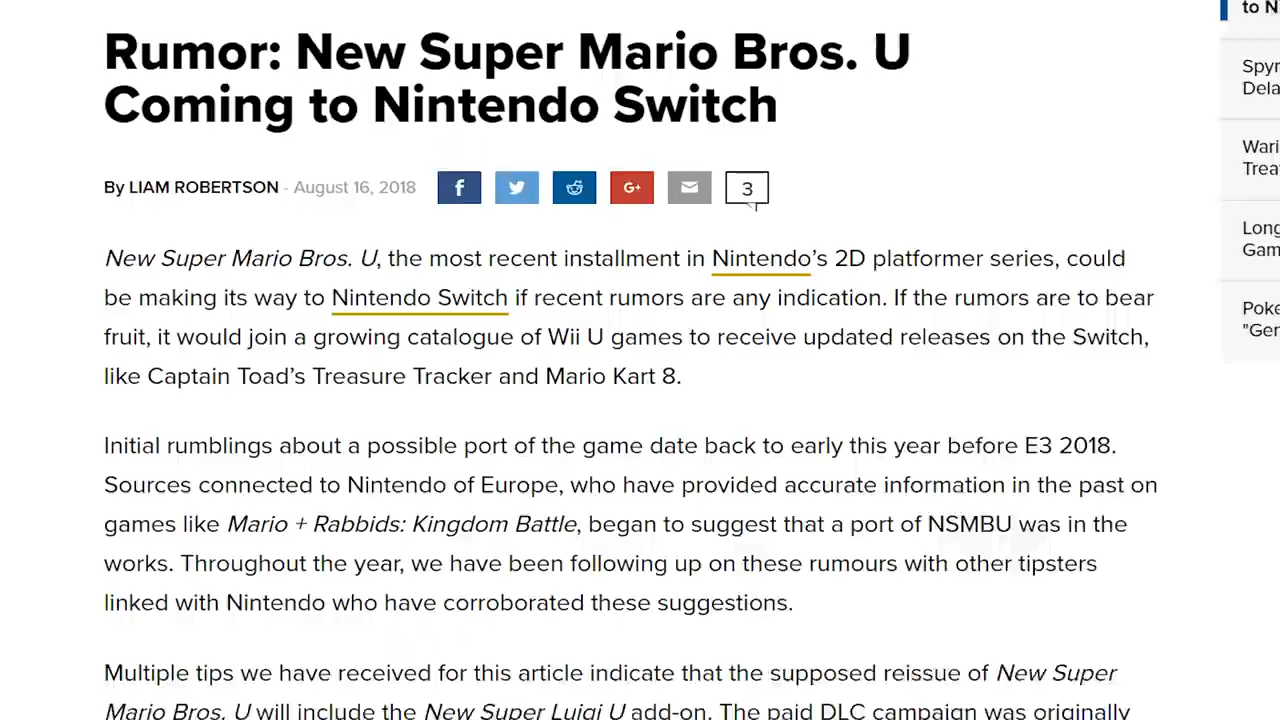 to N
Rumor: New Super Mario Bros. U
Coming to Nintendo Switch
Spyr
Dela
Wari
Trea
By LIAM ROBERTSON - August 16, 2018
f
G+
3
Long
Gam
Poke
"Ger
New Super Mario Bros. U, the most recent installment in Nintendo’s 2D platformer series, could
be making its way to Nintendo Switch if recent rumors are any indication. If the rumors are to bear
fruit, it would join a growing catalogue of Wii U games to receive updated releases on the Switch,
like Captain Toad’s Treasure Tracker and Mario Kart 8.
Initial rumblings about a possible port of the game date back to early this year before E3 2018.
Sources connected to Nintendo of Europe, who have provided accurate information in the past on
games like Mario + Rabbids: Kingdom Battle, began to suggest that a port of NSMBU was in the
works. Throughout the year, we have been following up on these rumours with other tipsters
linked with Nintendo who have corroborated these suggestions.
Multiple tips we have received for this article indicate that the supposed reissue of New Super
Mario Bros. U will include the New Super Luigi U add-on. The paid DLC campaign was originally